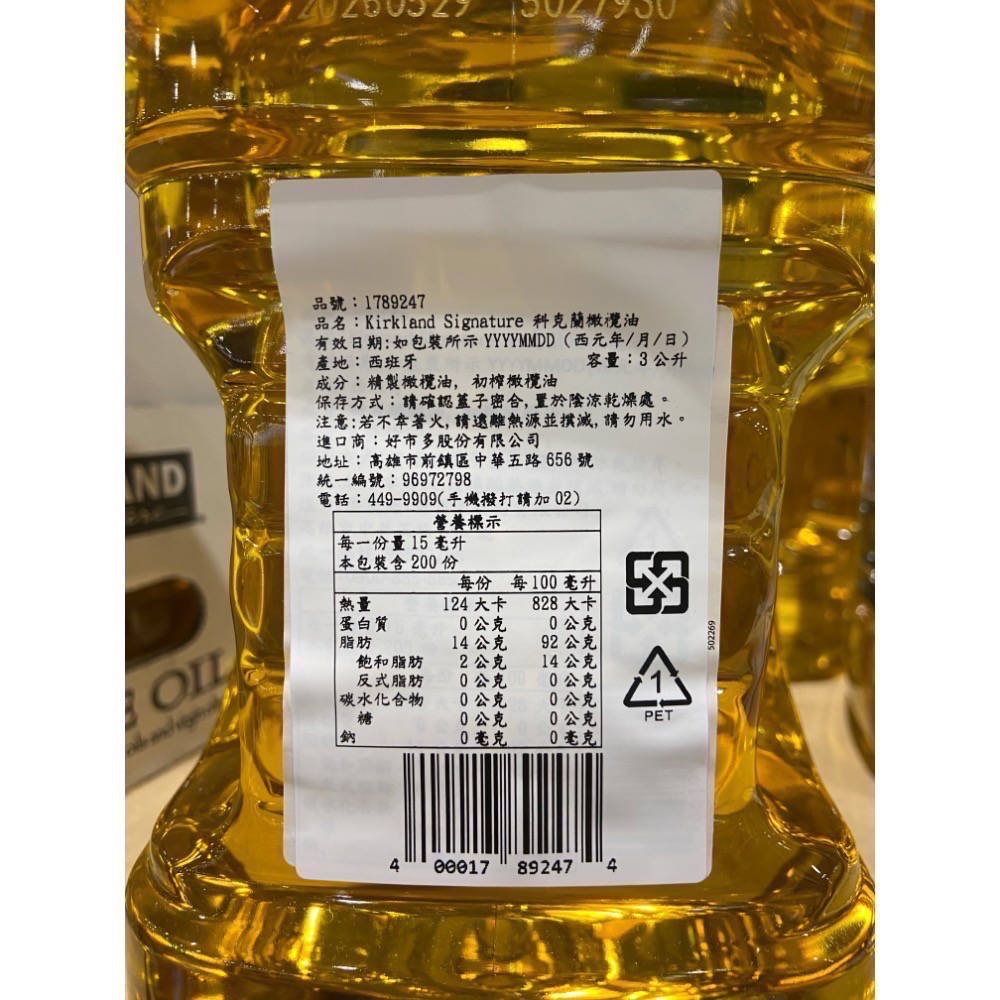 20260529 5027930
品號：1789247
品名：Kirkland Signature 科克蘭橄欖油
有效日期:如包裝所示 YYYYMMDD (西元年/月/日)
產地：西班牙 容量：3 公升
成分：精製橄欖油, 初榨橄欖油
保存方式：請確認蓋子密合,置於陰涼乾燥處。
注意:若不幸著火,請遠離熱源並撲滅,請勿用水。
進口商：好市多股份有限公司
地址：高雄市前鎮區中華五路 656 號
統一編號：96972798
電話：449-9909(手機撥打請加 02)
營養標示
每一份量 15 毫升
本包裝含 200 份
每份 每 100 毫升
熱量 124 大卡 828 大卡
蛋白質 0 公克 0 公克
脂肪 14 公克 92 公克
飽和脂肪 2 公克 14 公克
反式脂肪 0 公克 0 公克
碳水化合物 0 公克 0 公克
糖 0 公克 0 公克
鈉 0 毫克 0 毫克
4 00017 89247 4
502269
1
PET
AND
E OIL